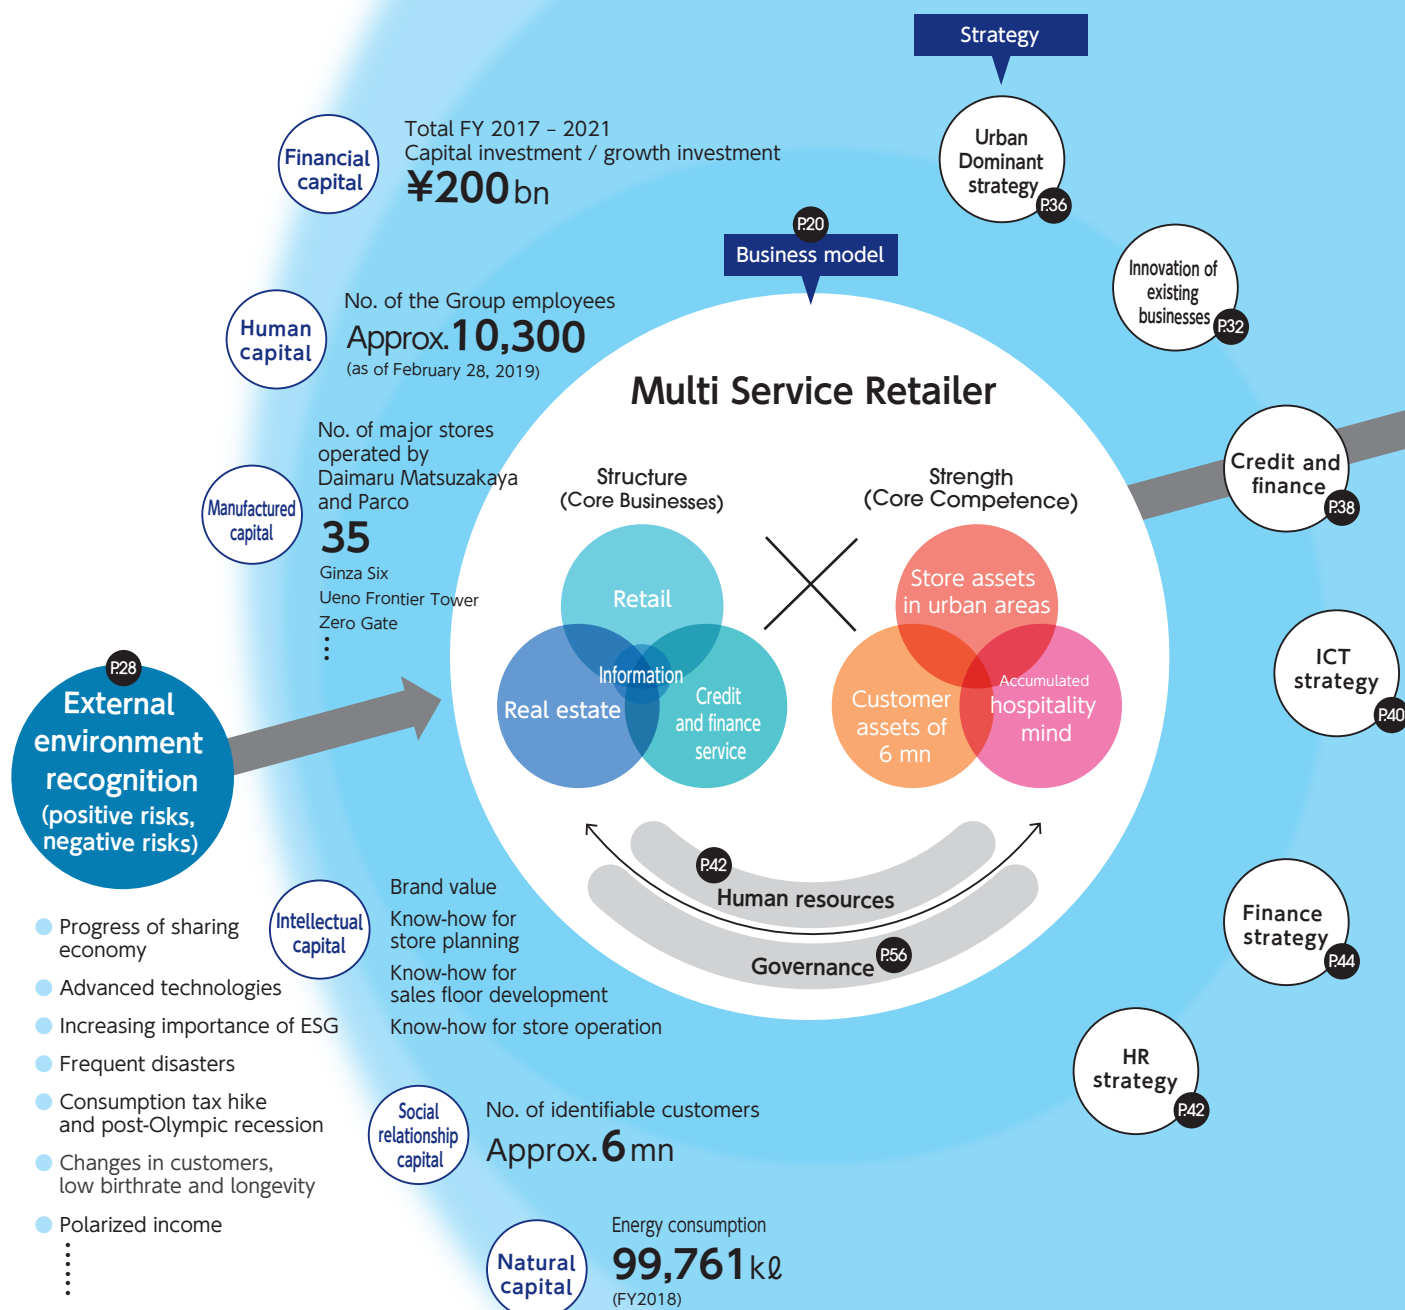 Strategy
Urban
Dominant
strategy
P.36
Innovation of
existing
businesses
P.32
Credit and
finance
P.38
ICT
strategy
P.40
Finance
strategy
P.44
HR
strategy
P.42
Financial
capital
Total FY 2017 – 2021
Capital investment / growth investment
¥200 bn
Human
capital
No. of the Group employees
Approx. 10,300
(as of February 28, 2019)
Manufactured
capital
No. of major stores
operated by
Daimaru Matsuzakaya
and Parco
35
Ginza Six
Ueno Frontier Tower
Zero Gate
P.20
Business model
Multi Service Retailer
Structure
(Core Businesses)
Retail
Information
Real estate
Credit
and finance
service
Strength
(Core Competence)
Store assets
in urban areas
Customer
assets of
6 mn
Accumulated
hospitality
mind
P.42
Human resources
Governance
P.56
P.28
External
environment
recognition
(positive risks,
negative risks)
Progress of sharing
economy
Advanced technologies
Increasing importance of ESG
Frequent disasters
Consumption tax hike
and post-Olympic recession
Changes in customers,
low birthrate and longevity
Polarized income
Intellectual
capital
Brand value
Know-how for
store planning
Know-how for
sales floor development
Know-how for store operation
Social
relationship
capital
No. of identifiable customers
Approx. 6 mn
Natural
capital
Energy consumption
99,761 kℓ
(FY2018)